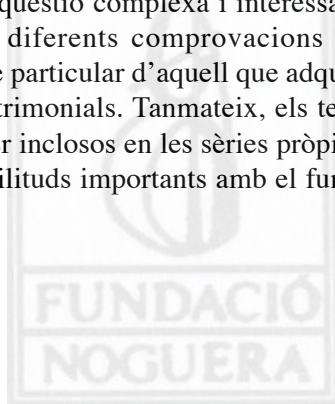 qüestió complexa i interessa
diferents comprovacions
particular d'aquell que adqu
trimonials. Tanmateix, els te
r inclosos en les sèries pròpi
ilituds importants amb el fur
FUNDACIÓ
NOGUERA